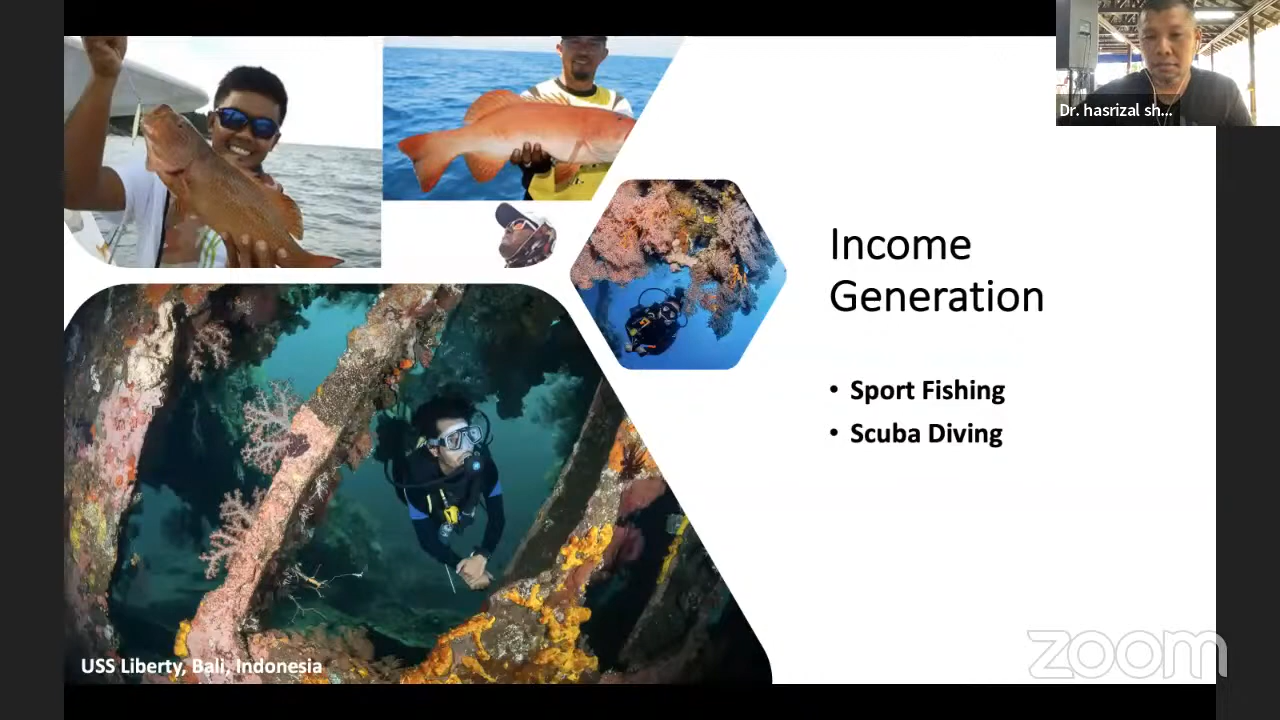 Dr. hasrizal sh...
Income
Generation
• Sport Fishing
• Scuba Diving
USS Liberty, Bali, Indonesia
zoom